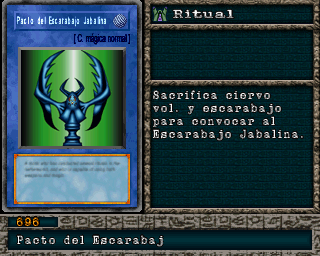 Pacto del Escarabajo Jabalina
[C. mágica normal]
Ritual
Sacrifica ciervo
vol. y escarabajo
para convocar al
Escarabajo Jabalina.
696
Pacto del Escarabaj